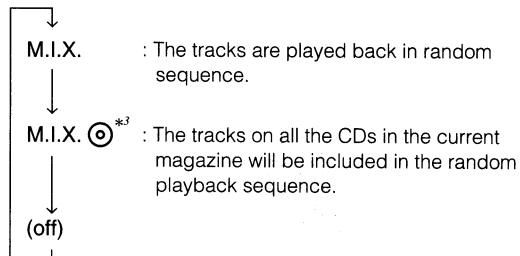 M.I.X. : The tracks are played back in random
sequence.
M.I.X. ◎*3 : The tracks on all the CDs in the current
magazine will be included in the random
playback sequence.
(off)